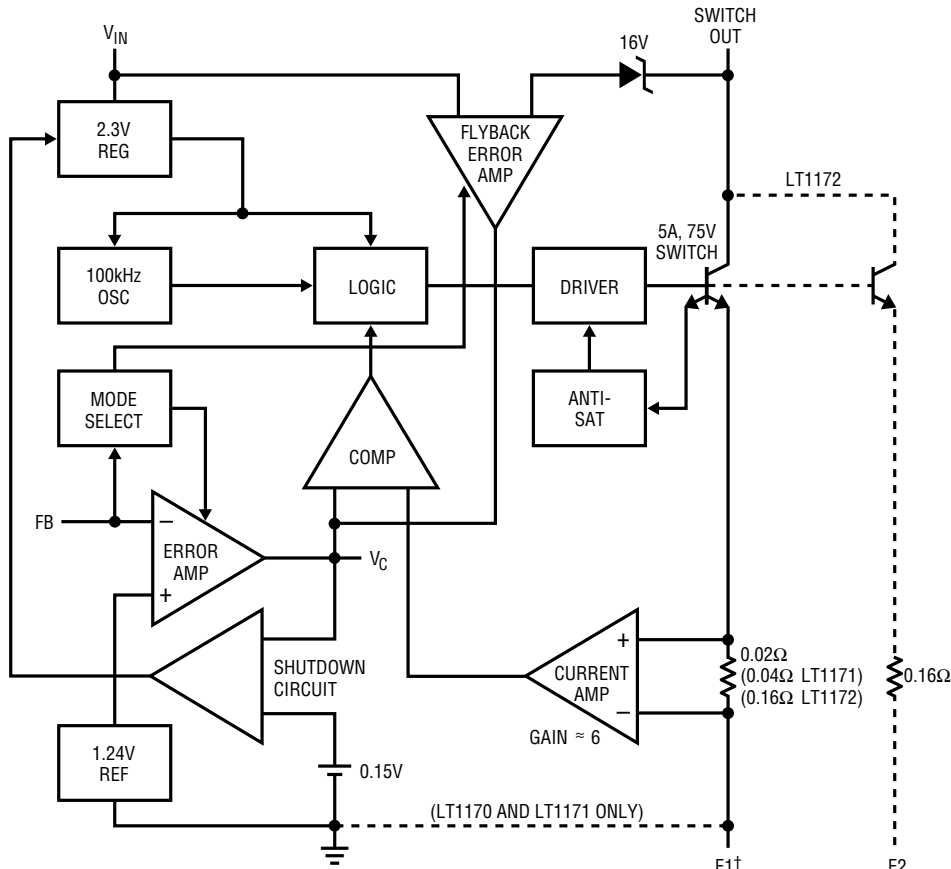 V_IN
SWITCH
OUT
16V
2.3V
REG
FLYBACK
ERROR
AMP
LT1172
5A, 75V
SWITCH
100kHz
OSC
LOGIC
DRIVER
MODE
SELECT
ANTI-
SAT
COMP
FB
−
ERROR
AMP
+
V_C
SHUTDOWN
CIRCUIT
+
CURRENT
AMP
−
GAIN ≈ 6
0.02Ω
(0.04Ω LT1171)
(0.16Ω LT1172)
0.16Ω
1.24V
REF
0.15V
(LT1170 AND LT1171 ONLY)
E1†
E2